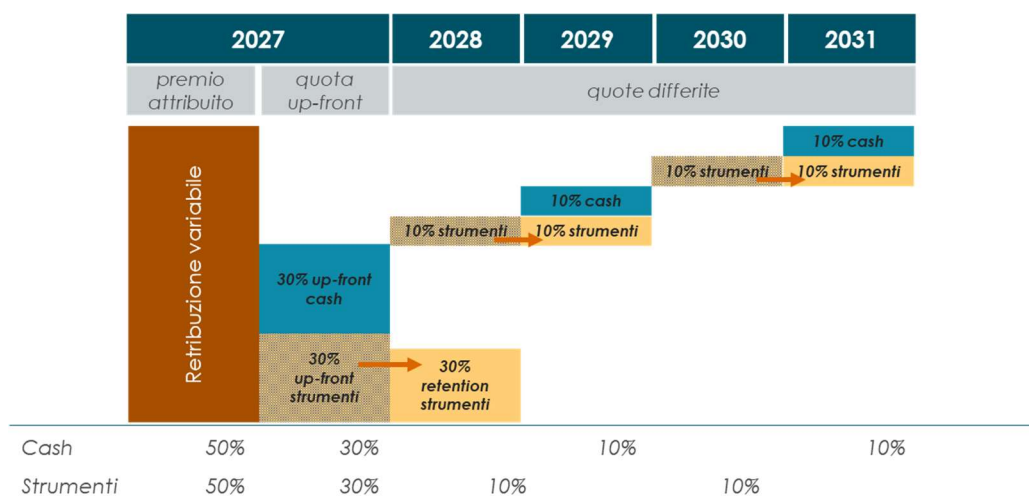 2027 2028 2029 2030 2031
premio attribuito
quota up-front
quote differite
Retribuzione variabile
10% cash
10% strumenti 10% strumenti
10% cash
10% strumenti 10% strumenti
30% up-front
cash
30%
up-front
strumenti
30%
retention
strumenti
Cash 50% 30% 10% 10%
Strumenti 50% 30% 10% 10%